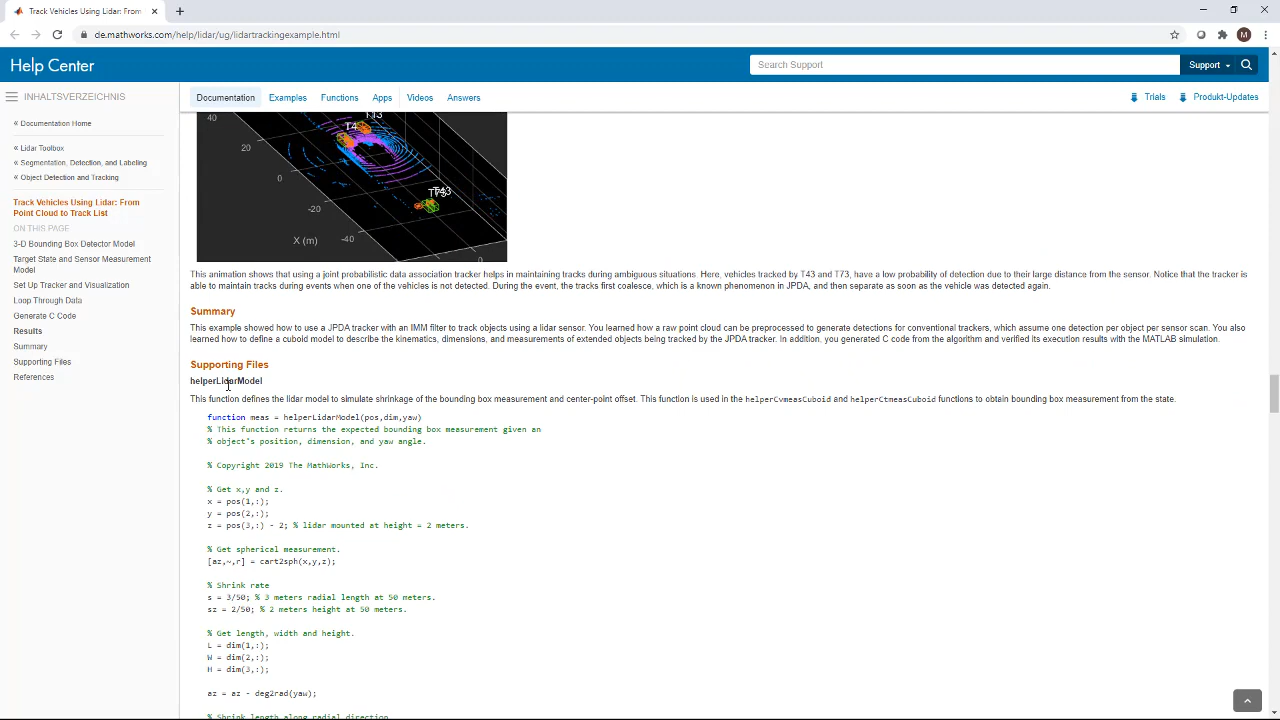 Track Vehicles Using Lidar: From
de.mathworks.com/help/lidar/ug/lidartrackingexample.html
M
Help Center
Search Support
Support
INHALTSVERZEICHNIS
Documentation
Examples
Functions
Apps
Videos
Answers
Trials
Produkt-Updates
« Documentation Home
« Lidar Toolbox
« Segmentation, Detection, and Labeling
« Object Detection and Tracking
Track Vehicles Using Lidar: From
Point Cloud to Track List
ON THIS PAGE
3-D Bounding Box Detector Model
Target State and Sensor Measurement
Model
Set Up Tracker and Visualization
Loop Through Data
Generate C Code
Results
Summary
Supporting Files
References
40
20
0
-20
-40
X (m)
0
T13
T4
T43
This animation shows that using a joint probabilistic data association tracker helps in maintaining tracks during ambiguous situations. Here, vehicles tracked by T43 and T73, have a low probability of detection due to their large distance from the sensor. Notice that the tracker is
able to maintain tracks during events when one of the vehicles is not detected. During the event, the tracks first coalesce, which is a known phenomenon in JPDA, and then separate as soon as the vehicle was detected again.
Summary
This example showed how to use a JPDA tracker with an IMM filter to track objects using a lidar sensor. You learned how a raw point cloud can be preprocessed to generate detections for conventional trackers, which assume one detection per object per sensor scan. You also
learned how to define a cuboid model to describe the kinematics, dimensions, and measurements of extended objects being tracked by the JPDA tracker. In addition, you generated C code from the algorithm and verified its execution results with the MATLAB simulation.
Supporting Files
helperLidarModel
This function defines the lidar model to simulate shrinkage of the bounding box measurement and center-point offset. This function is used in the helperCvmeasCuboid and helperCtmeasCuboid functions to obtain bounding box measurement from the state.
function meas = helperLidarModel(pos,dim,yaw)
% This function returns the expected bounding box measurement given an
% object's position, dimension, and yaw angle.
% Copyright 2019 The MathWorks, Inc.
% Get x,y and z.
x = pos(1,:);
y = pos(2,:);
z = pos(3,:) - 2; % lidar mounted at height = 2 meters.
% Get spherical measurement.
[az,~,r] = cart2sph(x,y,z);
% Shrink rate
s = 3/50; % 3 meters radial length at 50 meters.
sz = 2/50; % 2 meters height at 50 meters.
% Get length, width and height.
L = dim(1,:);
W = dim(2,:);
H = dim(3,:);
az = az - deg2rad(yaw);
% Shrink length along radial direction.